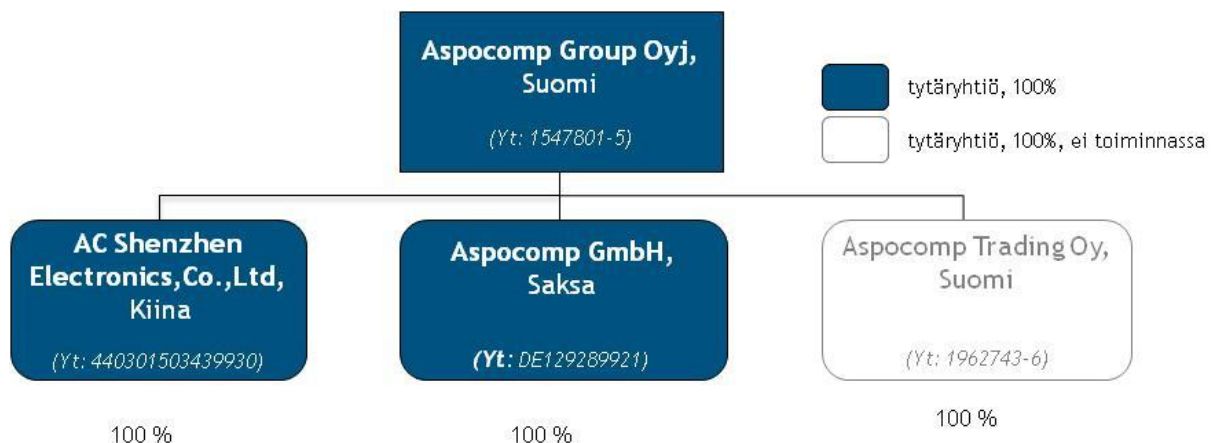 Aspocomp Group Oyj,
Suomi
(Yt: 1547801-5)
tytäryhtiö, 100%
tytäryhtiö, 100%, ei toiminnassa
AC Shenzhen
Electronics,Co.,Ltd,
Kiina
(Yt: 440301503439930)
Aspocomp GmbH,
Saksa
(Yt: DE129289921)
Aspocomp Trading Oy,
Suomi
(Yt: 1962743-6)
100 %
100 %
100 %